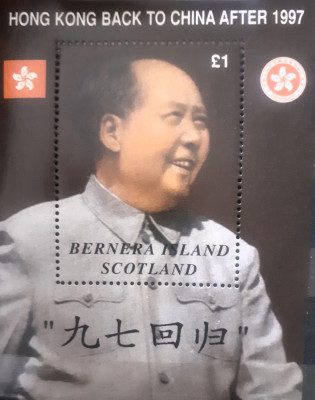 HONG KONG BACK TO CHINA AFTER 1997
£1
BERNERA ISLAND
SCOTLAND
"九七回归"